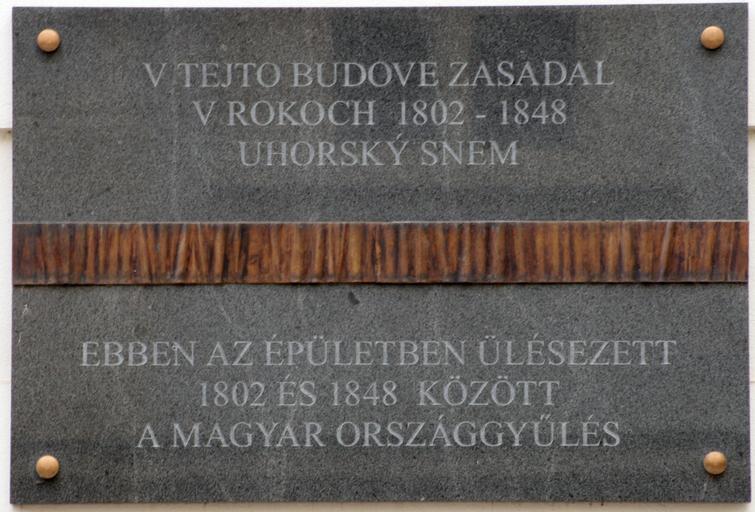 V TEJTO BUDOVE ZASADAL
V ROKOCH 1802 - 1848
UHORSKÝ SNEM
EBBEN AZ ÉPÜLETBEN ÜLÉSEZETT
1802 ÉS 1848 KÖZÖTT
A MAGYAR ORSZÁGGYŰLÉS